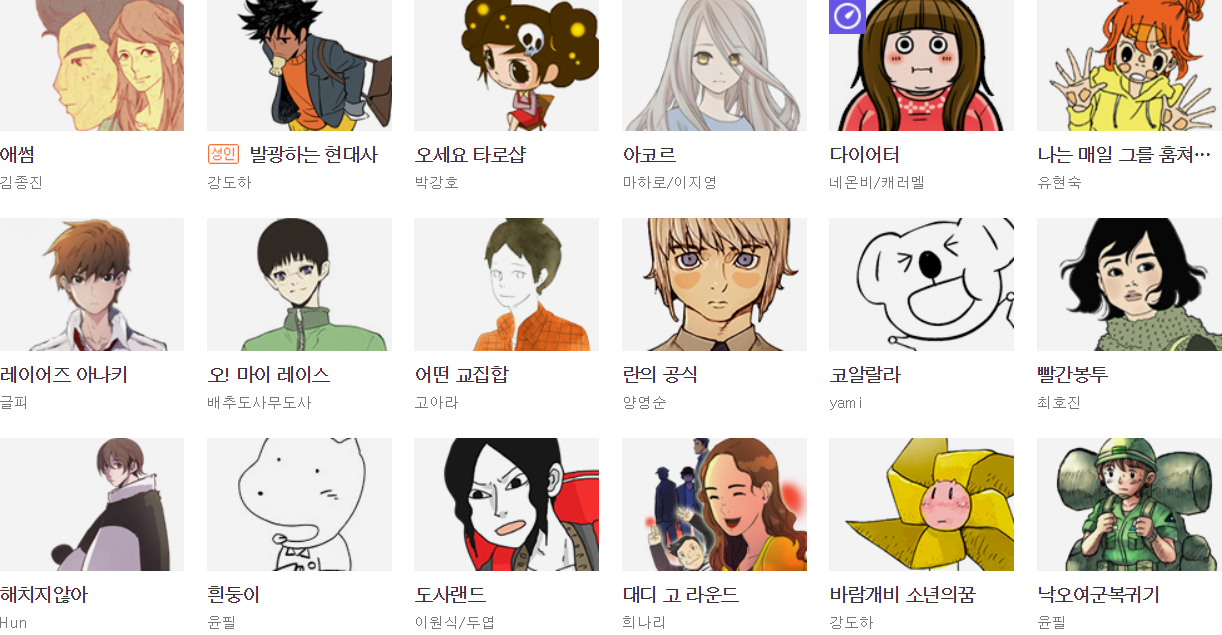 애썸
성인 발광하는 현대사
오세요 타로샵
아코르
다이어터
나는 매일 그를 훔쳐…
김종진
강도하
박강호
마하로/이지영
네온비/캐러멜
유현숙
레이어즈 아나키
오! 마이 레이스
어떤 교집합
란의 공식
코알랄라
빨간봉투
글피
배추도사무도사
고아라
양영순
yami
최호진
해치지않아
흰둥이
도사랜드
대디 고 라운드
바람개비 소년의꿈
낙오여군복귀기
Hun
윤필
이원식/두엽
희나리
강도하
윤필